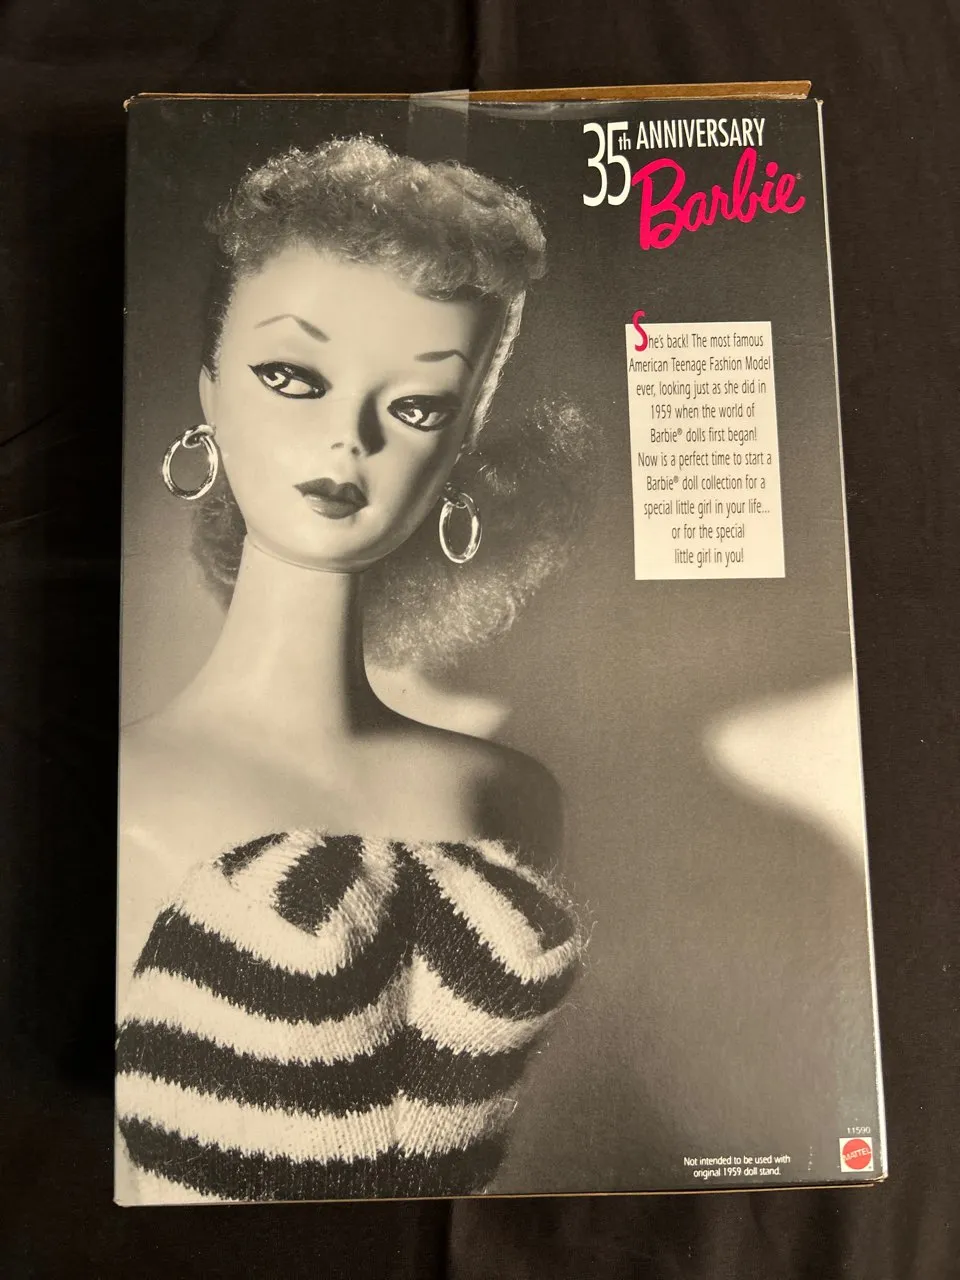 35th ANNIVERSARY
Barbie®
She's back! The most famous
American Teenage Fashion Model
ever, looking just as she did in
1959 when the world of
Barbie® dolls first began!
Now is a perfect time to start a
Barbie® doll collection for a
special little girl in your life...
or for the special
little girl in you!
11590
MATTEL
Not intended to be used with
original 1959 doll stand.